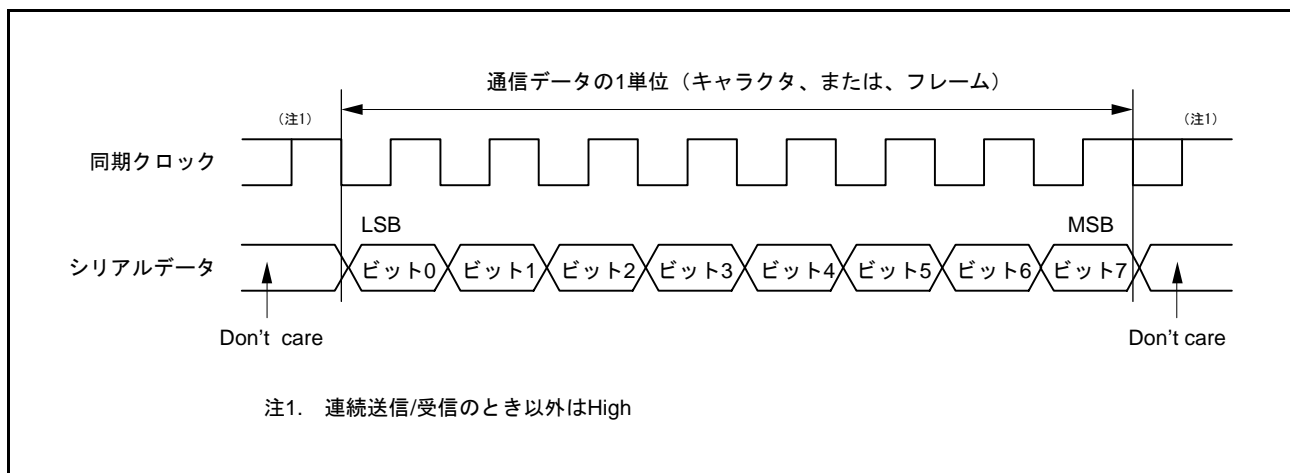 通信データの1単位（キャラクタ、または、フレーム）
（注1）
（注1）
同期クロック
LSB
MSB
シリアルデータ
ビット0
ビット1
ビット2
ビット3
ビット4
ビット5
ビット6
ビット7
Don't care
Don't care
注1. 連続送信/受信のとき以外はHigh